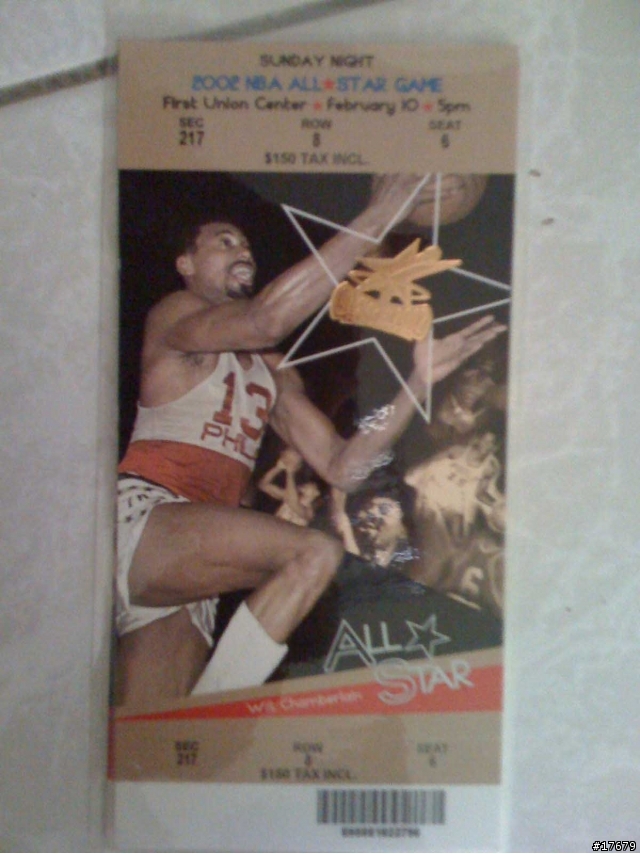 SUNDAY NIGHT
2002 NBA ALL★STAR GAME
First Union Center ★ February 10 ★ 5pm
SEC ROW SEAT
217 8 6
$150 TAX INCL.
13
PHILA
ALL☆
STAR
Wilt Chamberlain
SEC ROW SEAT
217 8 6
$150 TAX INCL.
#17679